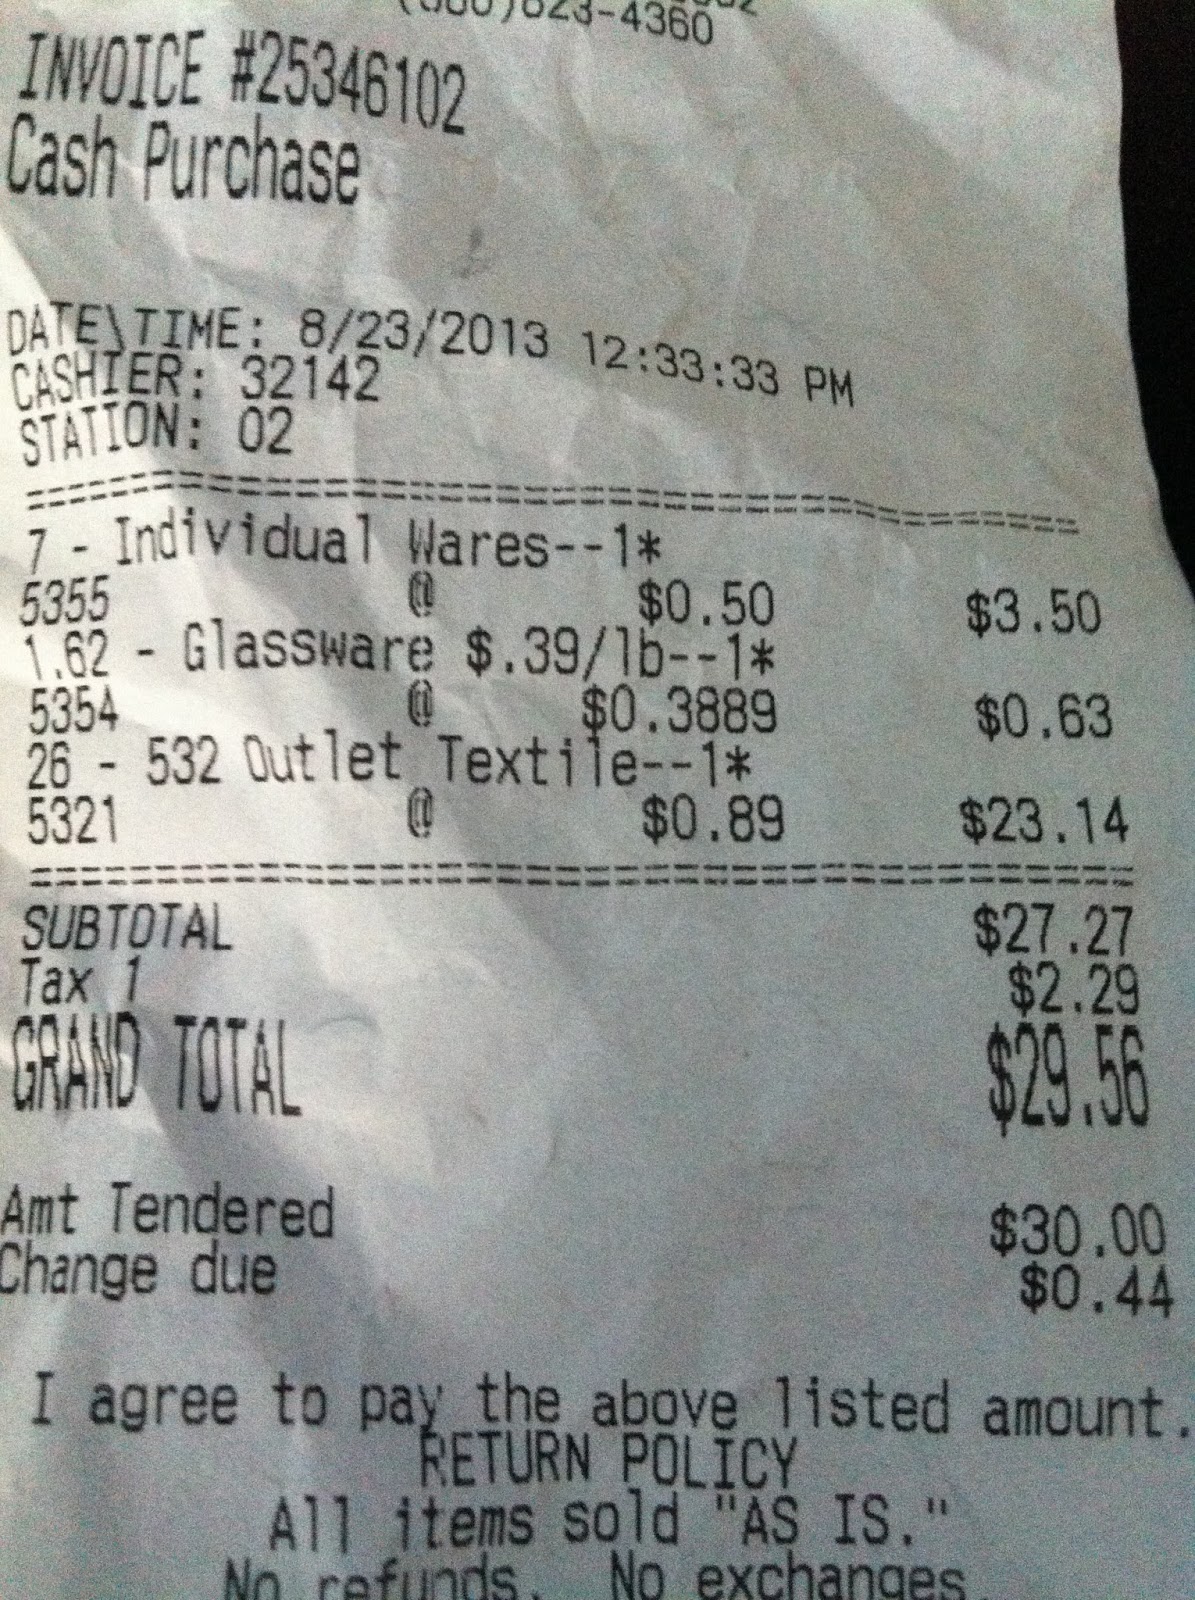 623-4360
INVOICE #25346102
Cash Purchase
DATE\TIME: 8/23/2013 12:33:33 PM
CASHIER: 32142
STATION: 02
7 - Individual Wares--1*
5355 @ $0.50 $3.50
1.62 - Glassware $.39/lb--1*
5354 @ $0.3889 $0.63
26 - 532 Outlet Textile--1*
5321 @ $0.89 $23.14
SUBTOTAL $27.27
Tax 1 $2.29
GRAND TOTAL $29.56
Amt Tendered $30.00
Change due $0.44
I agree to pay the above listed amount.
RETURN POLICY
All items sold "AS IS."
No refunds. No exchanges